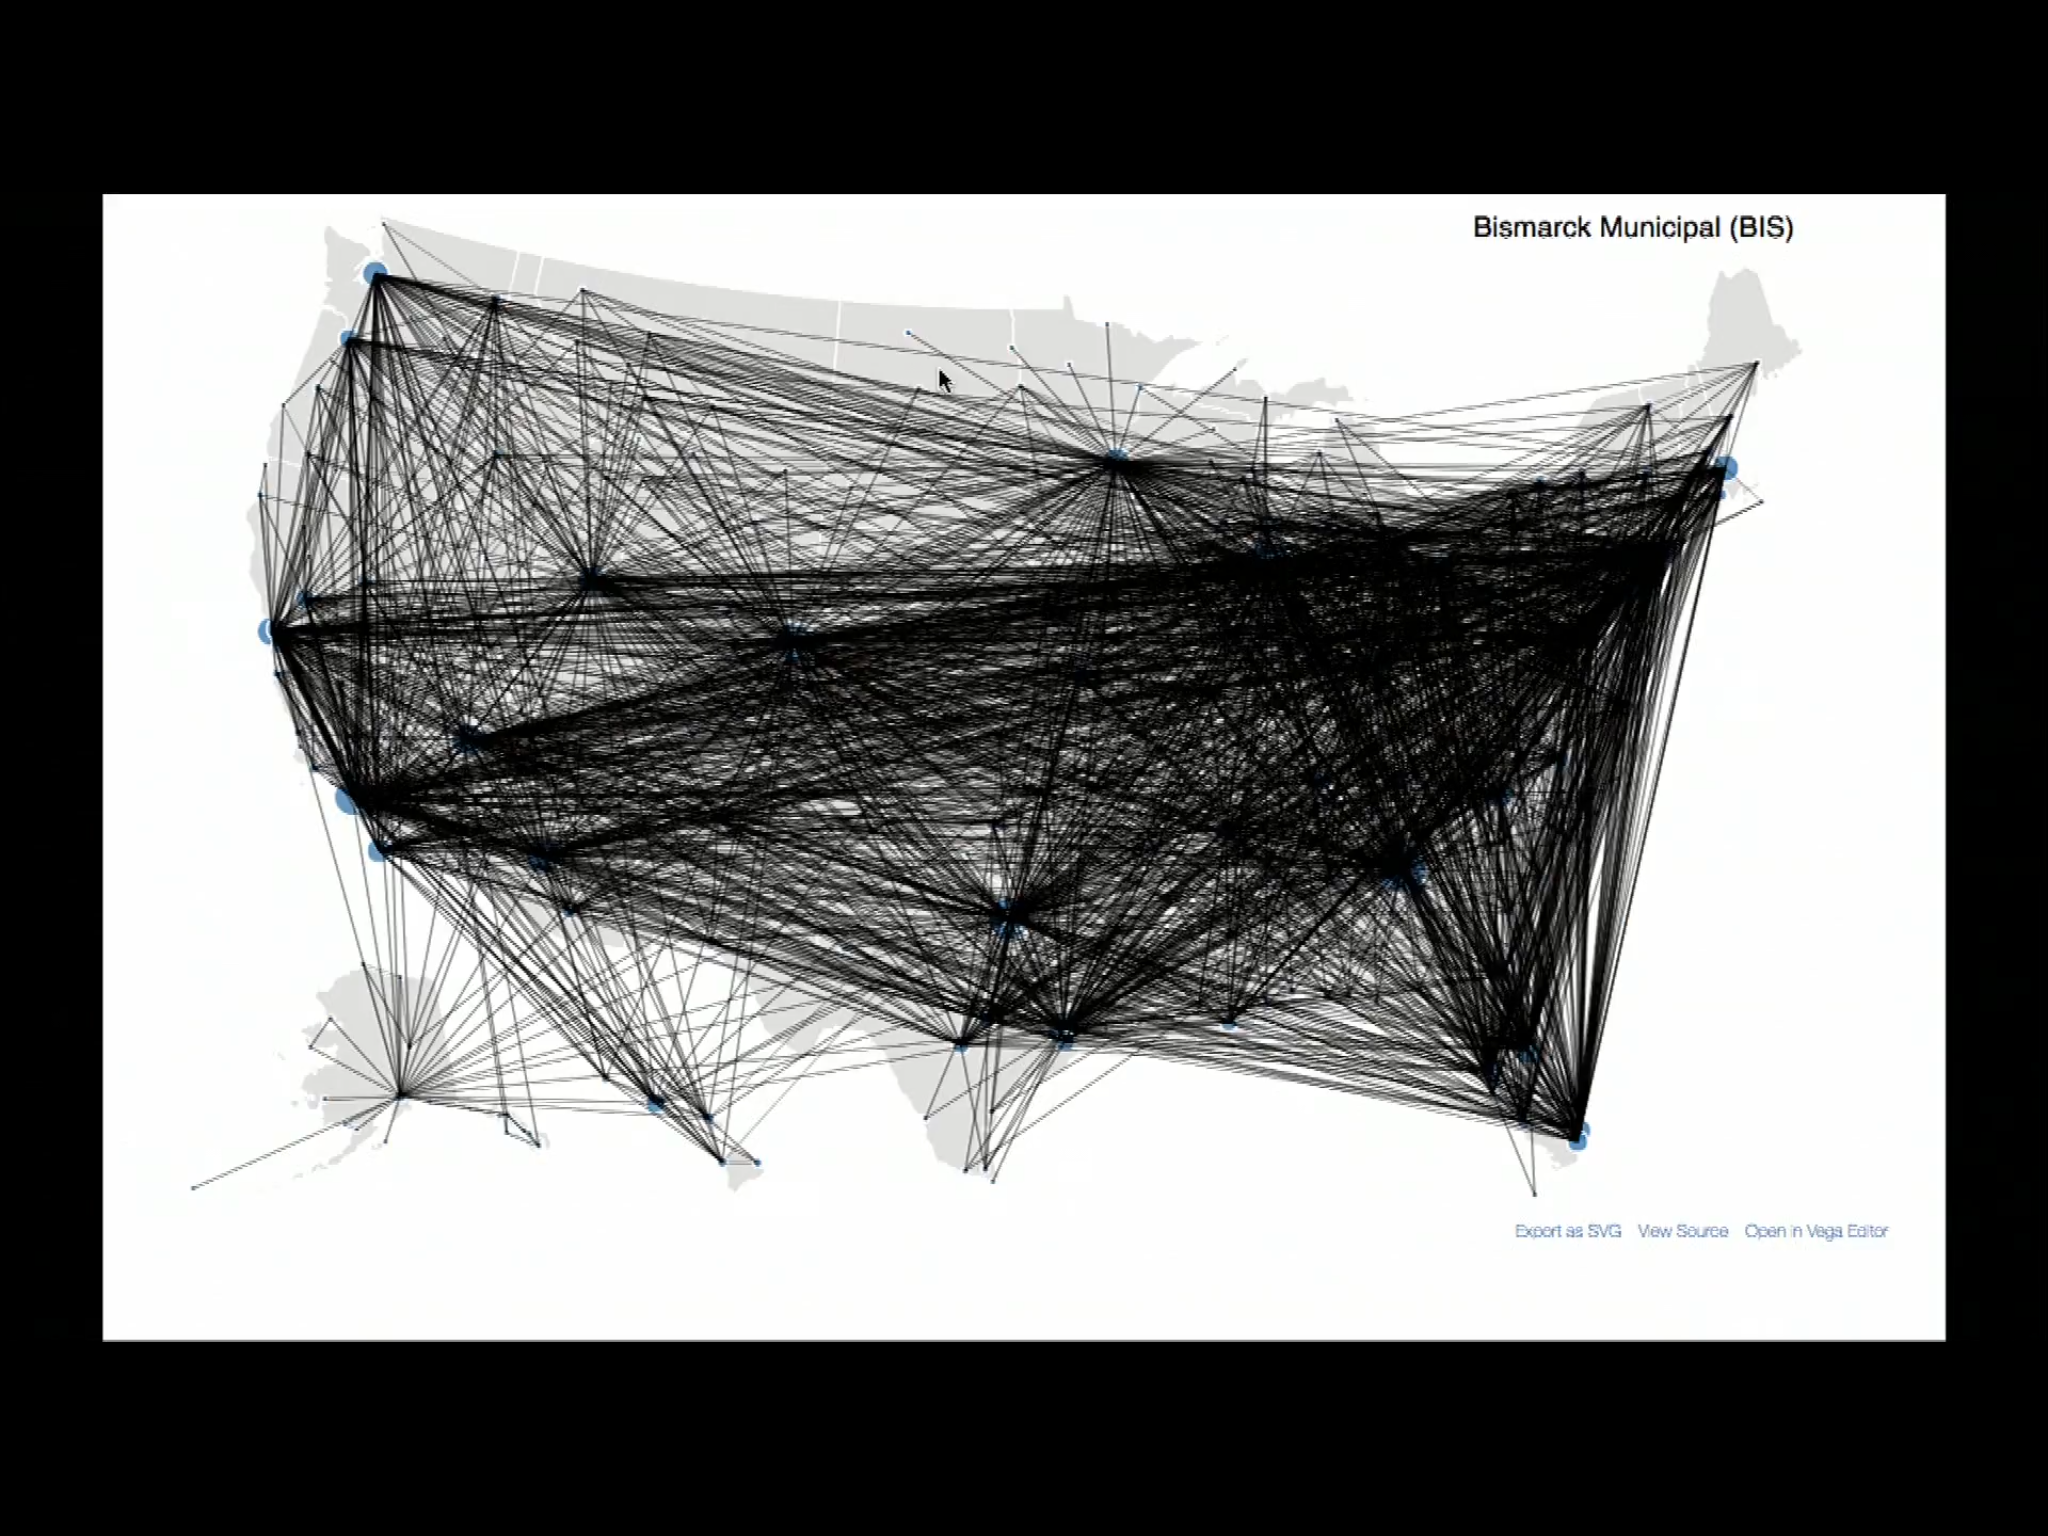 Bismarck Municipal (BIS)
Export as SVG View Source Open in Vega Editor